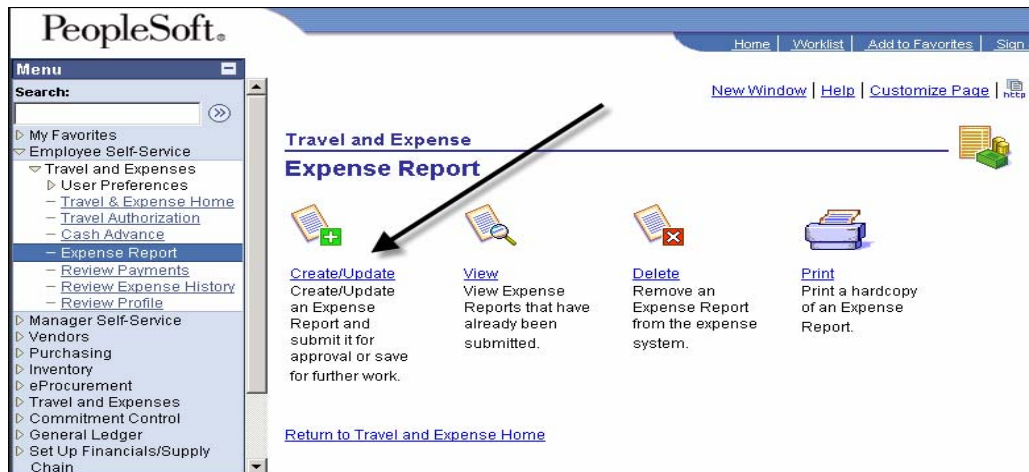 PeopleSoft.
Home | Worklist | Add to Favorites | Sign
Menu
Search:
My Favorites
Employee Self-Service
Travel and Expenses
User Preferences
– Travel & Expense Home
– Travel Authorization
– Cash Advance
– Expense Report
– Review Payments
– Review Expense History
– Review Profile
Manager Self-Service
Vendors
Purchasing
Inventory
eProcurement
Travel and Expenses
Commitment Control
General Ledger
Set Up Financials/Supply
Chain
New Window | Help | Customize Page | http
Travel and Expense
Expense Report
Create/Update
Create/Update
an Expense
Report and
submit it for
approval or save
for further work.
View
View Expense
Reports that have
already been
submitted.
Delete
Remove an
Expense Report
from the expense
system.
Print
Print a hardcopy
of an Expense
Report.
Return to Travel and Expense Home